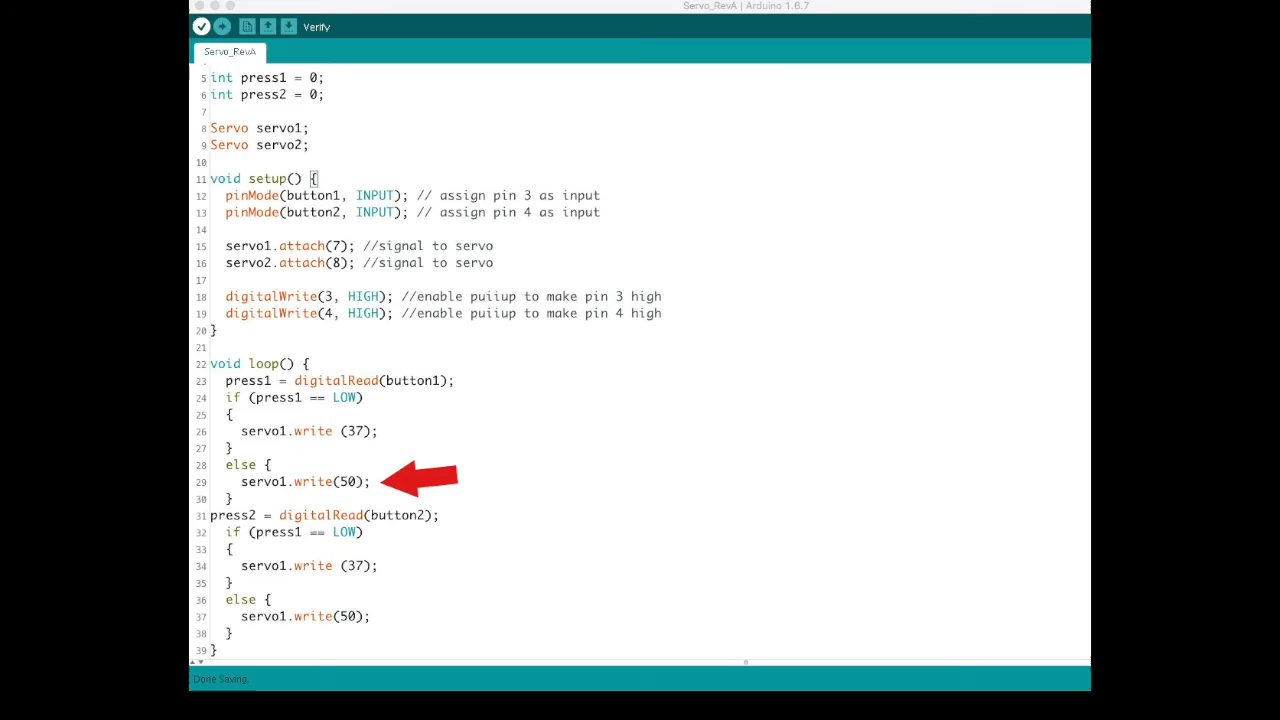 Servo_RevA | Arduino 1.6.7
Verify
Servo_RevA
5 int press1 = 0;
6 int press2 = 0;
7
8 Servo servo1;
9 Servo servo2;
10
11 void setup() {
12 pinMode(button1, INPUT); // assign pin 3 as input
13 pinMode(button2, INPUT); // assign pin 4 as input
14
15 servo1.attach(7); //signal to servo
16 servo2.attach(8); //signal to servo
17
18 digitalWrite(3, HIGH); //enable puiiup to make pin 3 high
19 digitalWrite(4, HIGH); //enable puiiup to make pin 4 high
20 }
21
22 void loop() {
23 press1 = digitalRead(button1);
24 if (press1 == LOW)
25 {
26 servo1.write (37);
27 }
28 else {
29 servo1.write(50);
30 }
31 press2 = digitalRead(button2);
32 if (press1 == LOW)
33 {
34 servo1.write (37);
35 }
36 else {
37 servo1.write(50);
38 }
39 }
Done Saving.